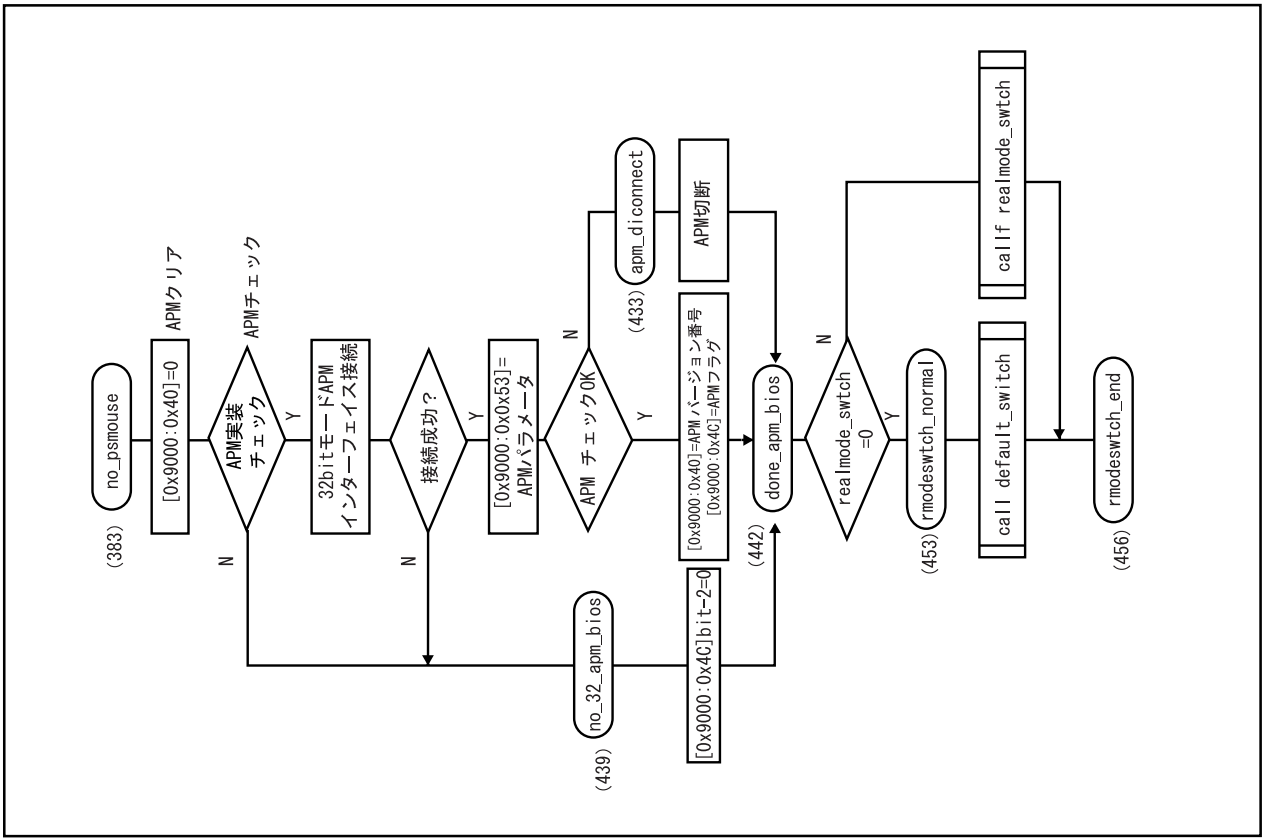 no_psmouse
(383)
[0x9000:0x40]=0
APMクリア
APM実装
チェック
APMチェック
N
Y
32bitモードAPM
インターフェイス接続
接続成功？
N
Y
[0x9000:0x0x53]=
APMパラメータ
APM チェックOK
N
Y
apm_diconnect
(433)
APM切断
no_32_apm_bios
(439)
[0x9000:0x40]=APMバージョン番号
[0x9000:0x4C]=APMフラグ
[0x9000:0x4C]bit-2=0
done_apm_bios
(442)
realmode_swtch
=0
N
Y
rmodeswtch_normal
(453)
call default_switch
callf realmode_swtch
rmodeswtch_end
(456)